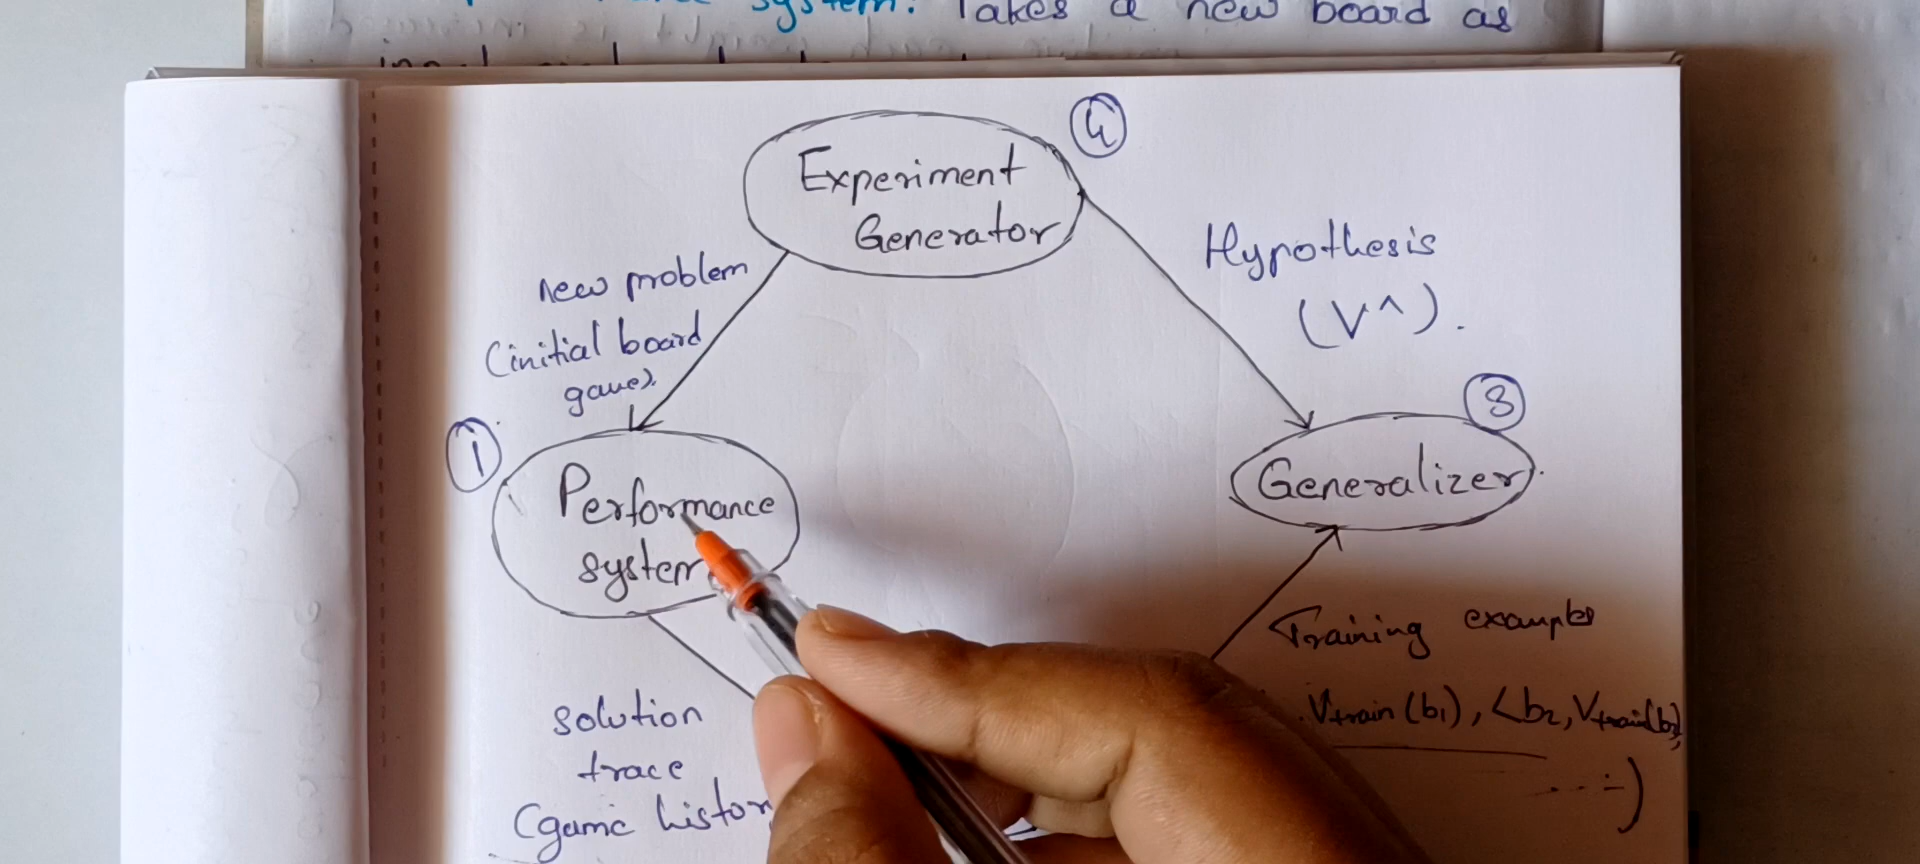 system: Takes a new board as
4
Experiment
Generator
new problem
(initial board
game).
Hypothesis
(V^).
1
3
Performance
system
Generalizer
Training examples
Vtrain(b1), <b2, Vtrain(b2),
...)
solution
trace
(game histor